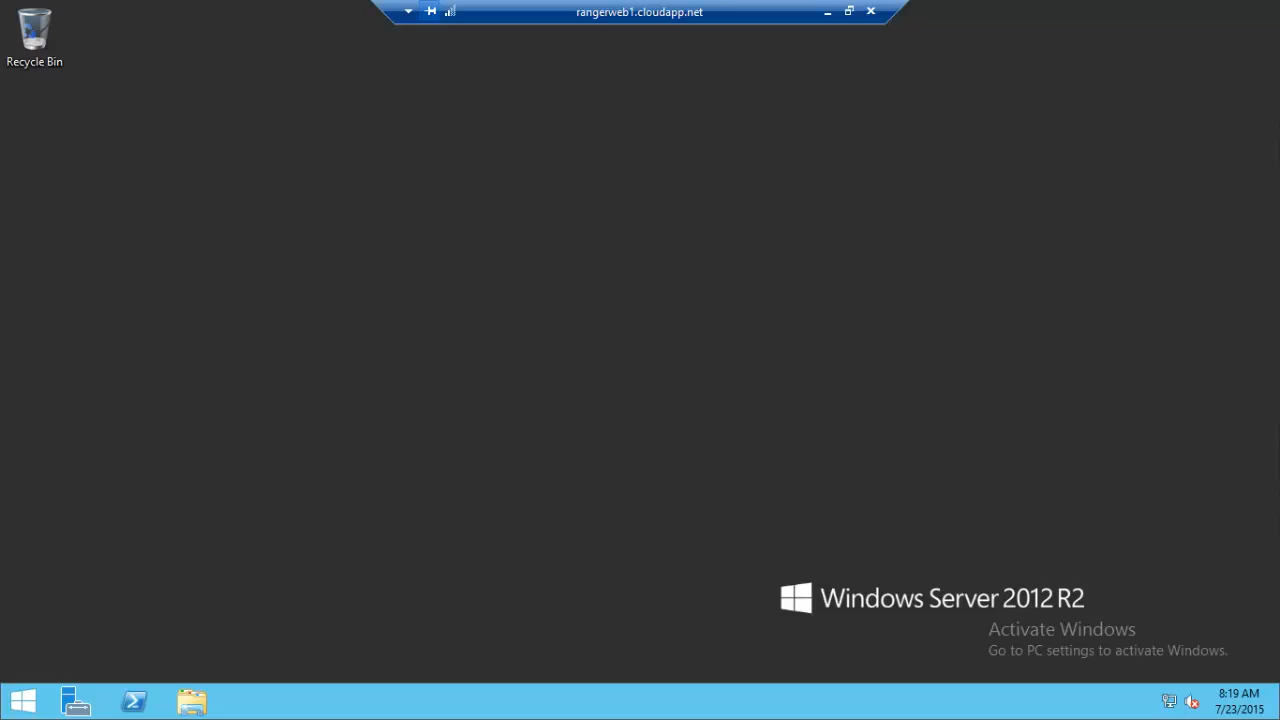 rangerweb1.cloudapp.net
Recycle Bin
Windows Server 2012 R2
Activate Windows
Go to PC settings to activate Windows.
8:19 AM
7/23/2015